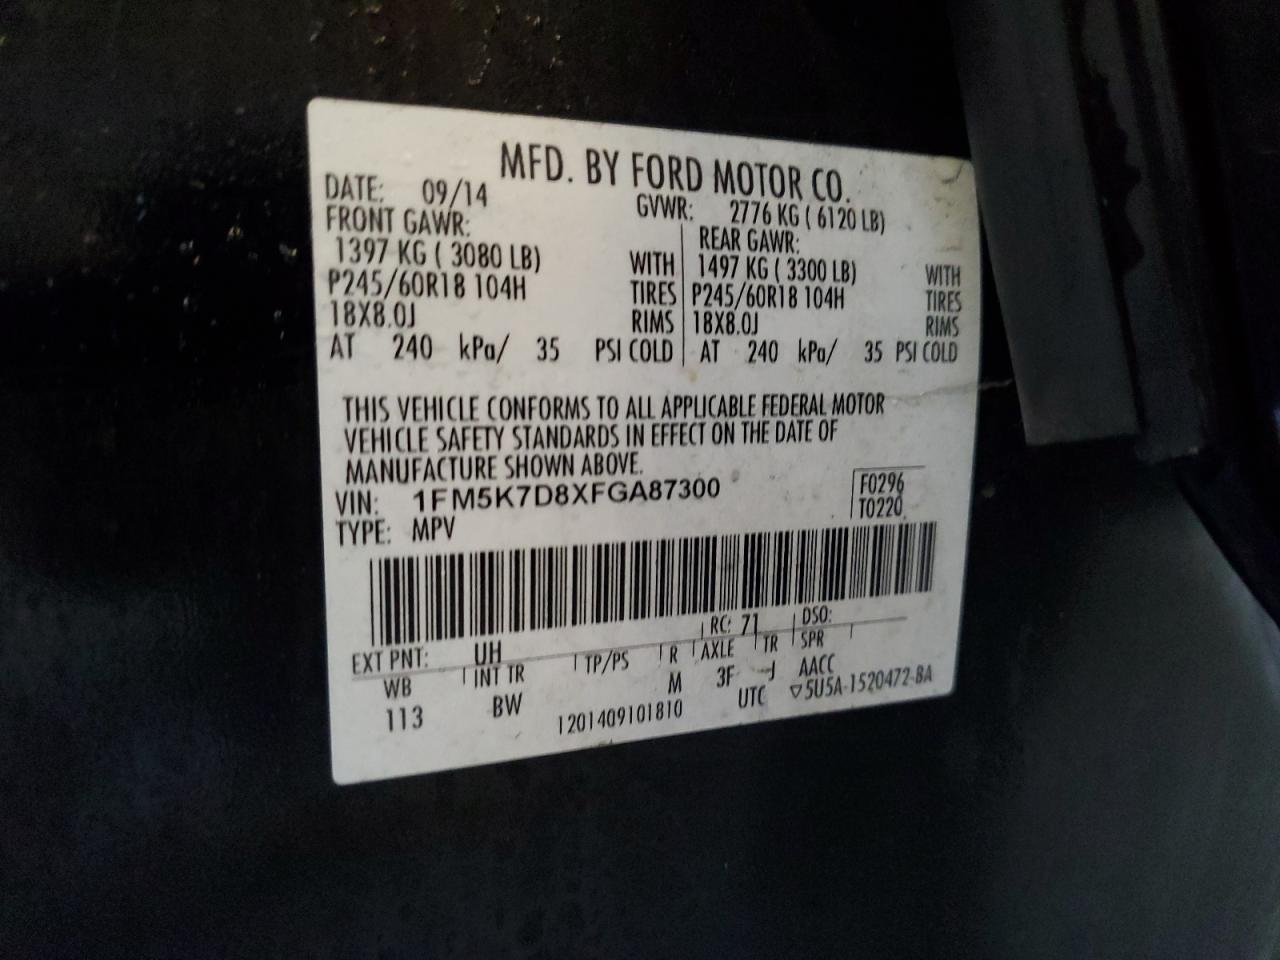 MFD. BY FORD MOTOR CO.
DATE: 09/14 GVWR: 2776 KG ( 6120 LB)
FRONT GAWR: REAR GAWR:
1397 KG ( 3080 LB) WITH 1497 KG ( 3300 LB) WITH
P245/60R18 104H TIRES P245/60R18 104H TIRES
18X8.0J RIMS 18X8.0J RIMS
AT 240 kPa/ 35 PSI COLD AT 240 kPa/ 35 PSI COLD
THIS VEHICLE CONFORMS TO ALL APPLICABLE FEDERAL MOTOR
VEHICLE SAFETY STANDARDS IN EFFECT ON THE DATE OF
MANUFACTURE SHOWN ABOVE.
VIN: 1FM5K7D8XFGA87300 F0296
TYPE: MPV T0220
EXT PNT: UH RC: 71 DSO:
WB INT TR TP/PS R AXLE TR SPR
113 BW M 3F J AACC
1201409101810 UTC ▽5U5A-1520472-BA